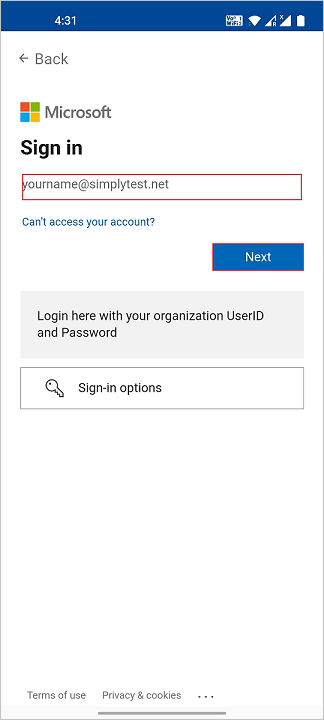 4:31
Back
Microsoft
Sign in
yourname@simplytest.net
Can't access your account?
Next
Login here with your organization UserID
and Password
Sign-in options
Terms of use Privacy & cookies ...